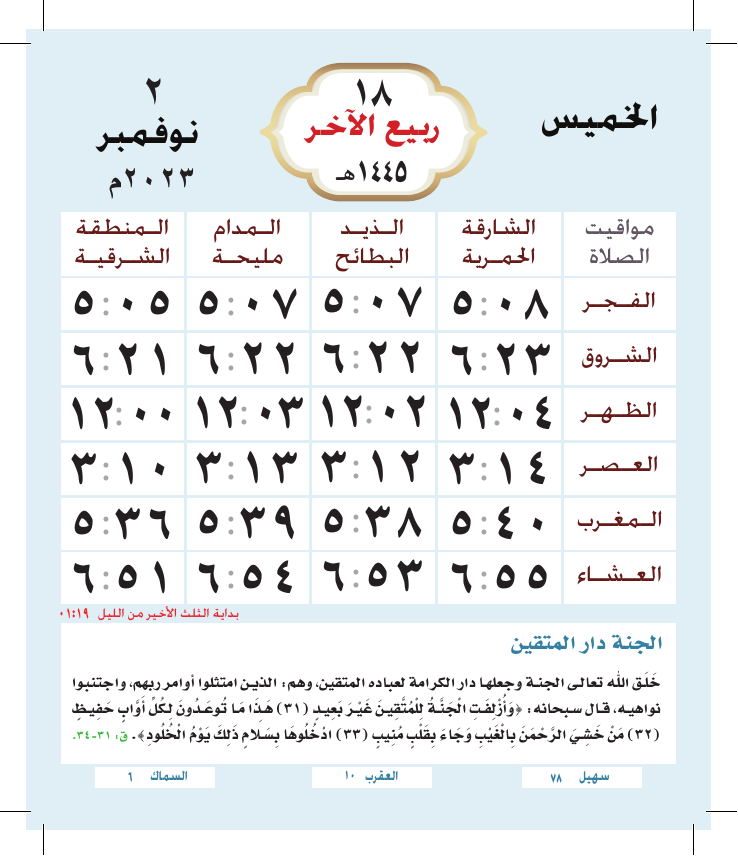 الخميس
١٨
ربيع الآخر
١٤٤٥هـ
٢
نوفمبر
٢٠٢٣م
مواقيت الصلاة الشارقة الحمرية الذيد البطائح المدام مليحة المنطقة الشرقية
الفجر ٥:٠٨ ٥:٠٧ ٥:٠٧ ٥:٠٥
الشروق ٦:٢٣ ٦:٢٢ ٦:٢٢ ٦:٢١
الظهر ١٢:٠٤ ١٢:٠٢ ١٢:٠٣ ١٢:٠٠
العصر ٣:١٤ ٣:١٢ ٣:١٣ ٣:١٠
المغرب ٥:٤٠ ٥:٣٨ ٥:٣٩ ٥:٣٦
العشاء ٦:٥٥ ٦:٥٣ ٦:٥٤ ٦:٥١
بداية الثلث الأخير من الليل ٠١:١٩
الجنة دار المتقين
خَلَق الله تعالى الجنة وجعلها دار الكرامة لعباده المتقين، وهم: الذين امتثلوا أوامر ربهم، واجتنبوا
نواهيه، قال سبحانه: ﴿وَأُزْلِفَتِ الْجَنَّةُ لِلْمُتَّقِينَ غَيْرَ بَعِيدٍ (٣١) هَذَا مَا تُوعَدُونَ لِكُلِّ أَوَّابٍ حَفِيظٍ
(٣٢) مَنْ خَشِيَ الرَّحْمَنَ بِالْغَيْبِ وَجَاءَ بِقَلْبٍ مُنِيبٍ (٣٣) ادْخُلُوهَا بِسَلَامٍ ذَلِكَ يَوْمُ الْخُلُودِ﴾. ق: ٣١-٣٤.
سهيل ٧٨
العقرب ١٠
السماك ٦